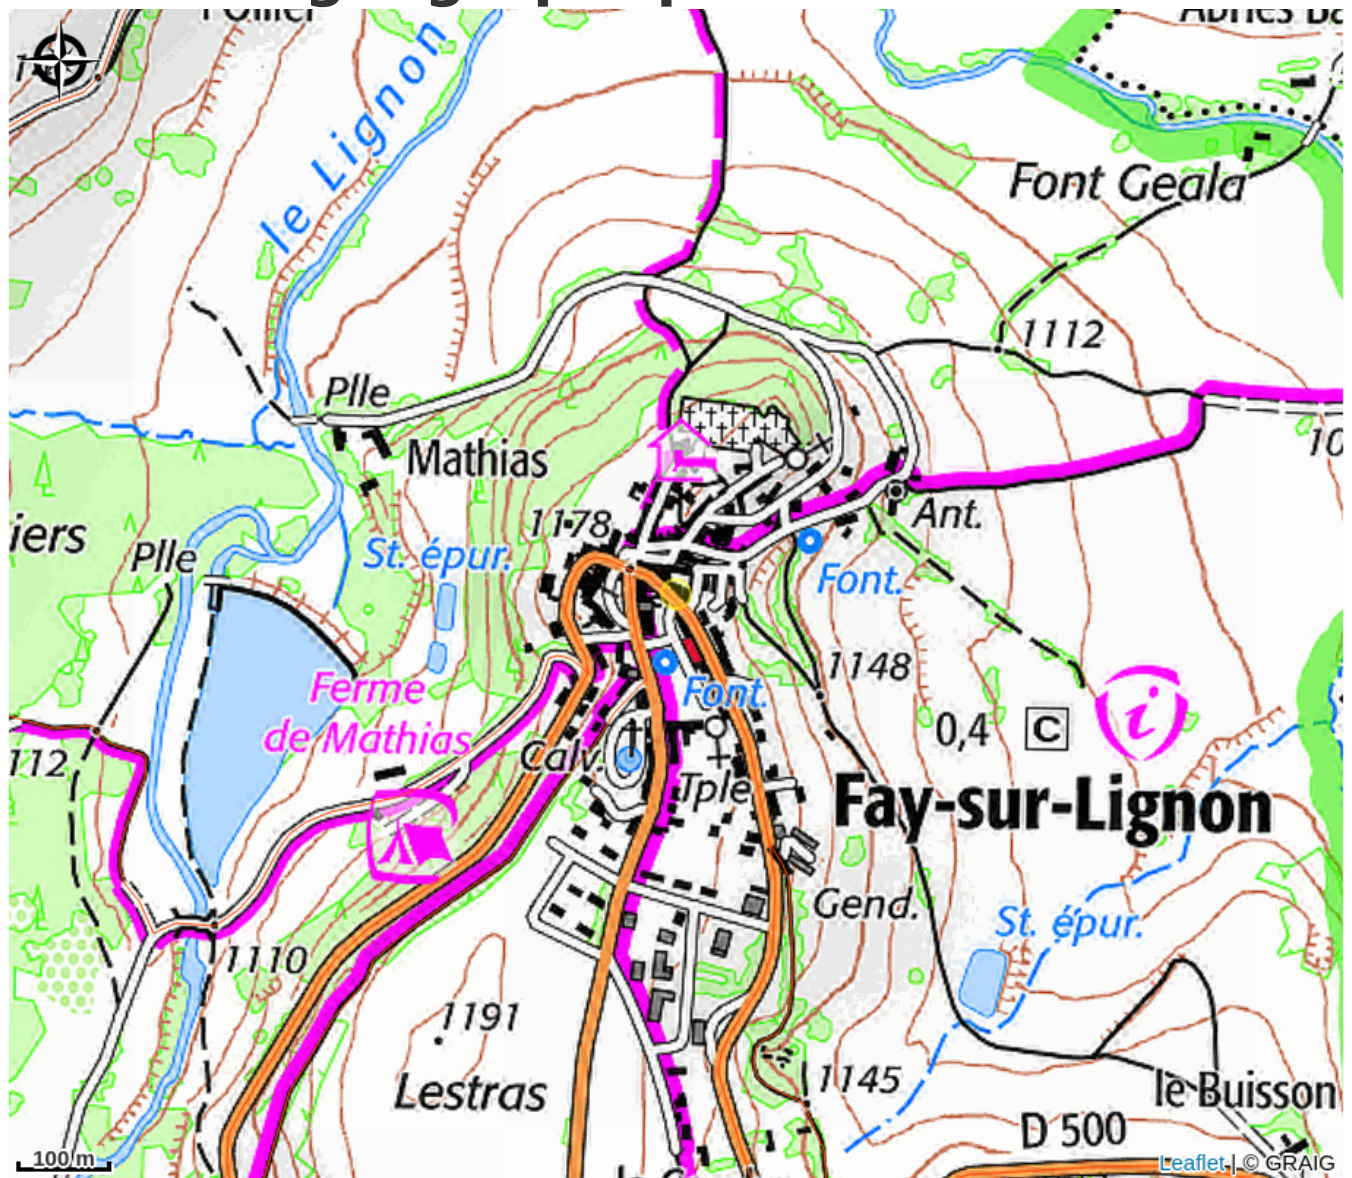 le Lignon
Font Geala
1112
Plle
Mathias
10
1178
Ant.
iers
Plle
St. épur.
Font.
1148
Ferme
de Mathias
Font.
i
0,4
C
112
Calv.
Tple
Fay-sur-Lignon
Gend.
St. épur.
1110
1191
Lestras
1145
le Buisson
D 500
100 m
Leaflet | © GRAIG